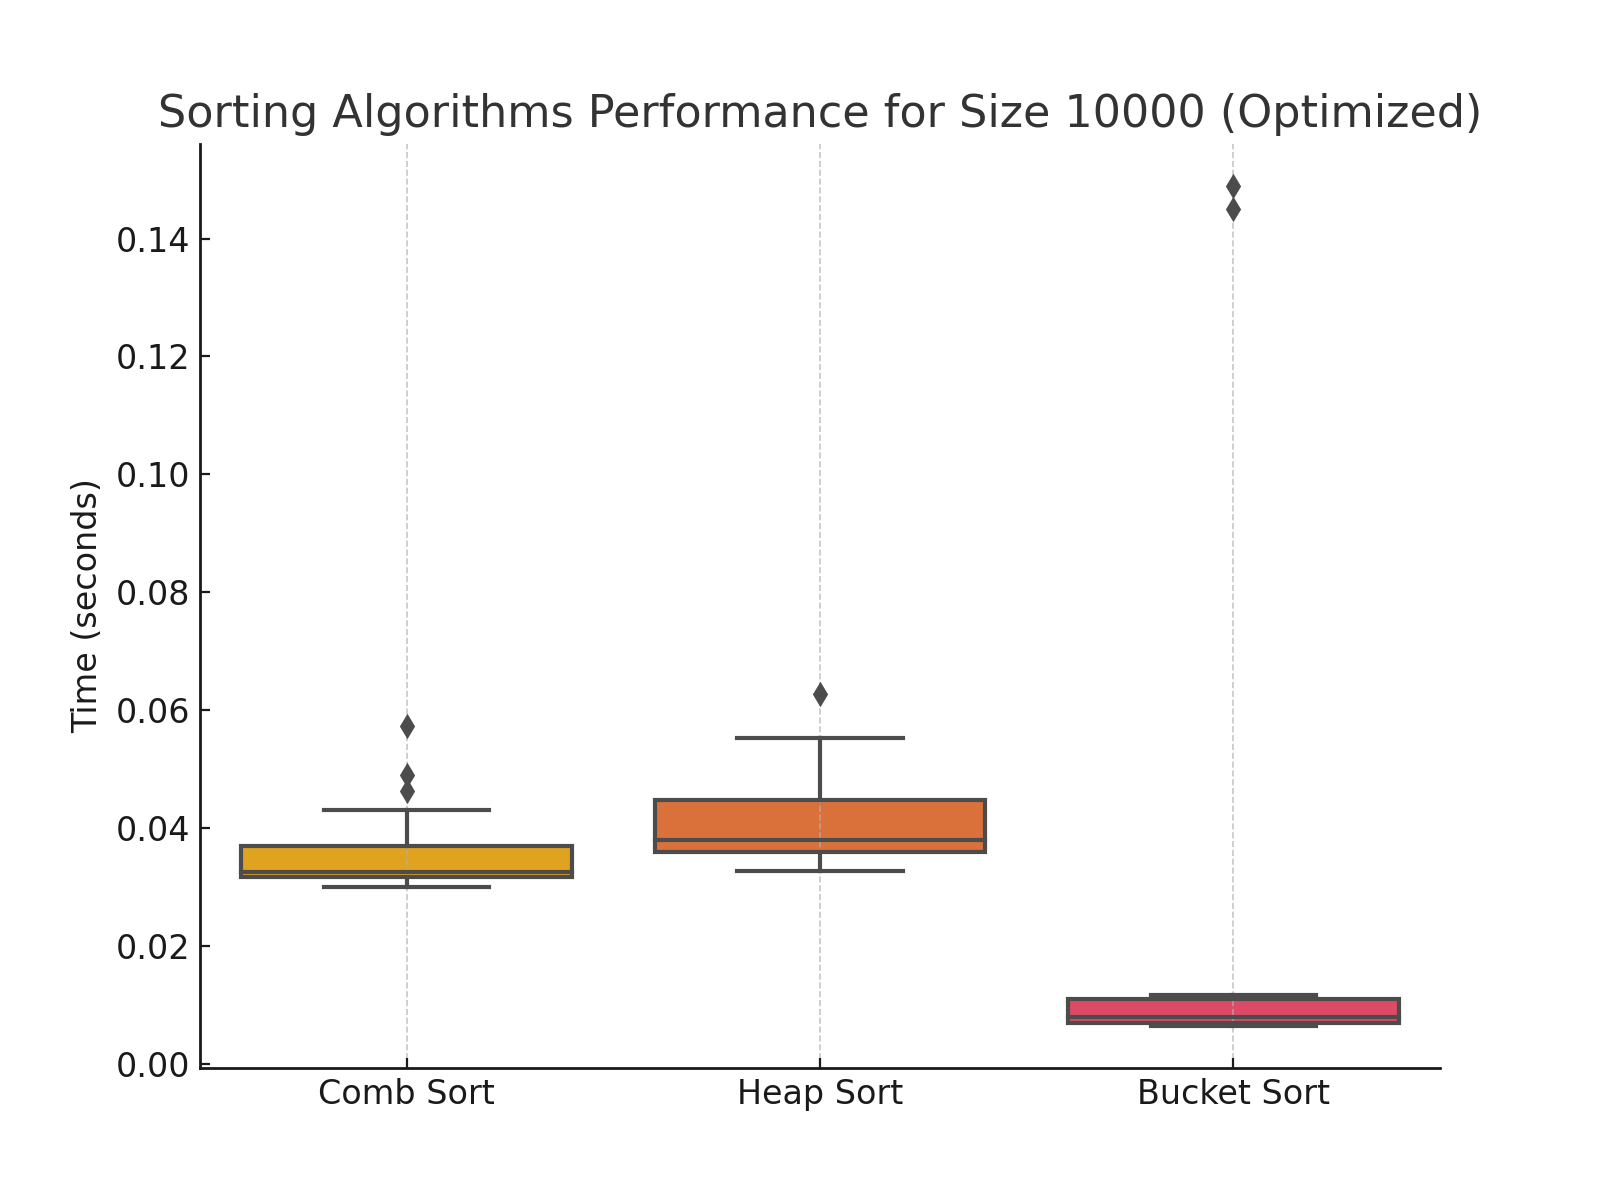 Sorting Algorithms Performance for Size 10000 (Optimized)
Time (seconds)
0.14
0.12
0.10
0.08
0.06
0.04
0.02
0.00
Comb Sort
Heap Sort
Bucket Sort